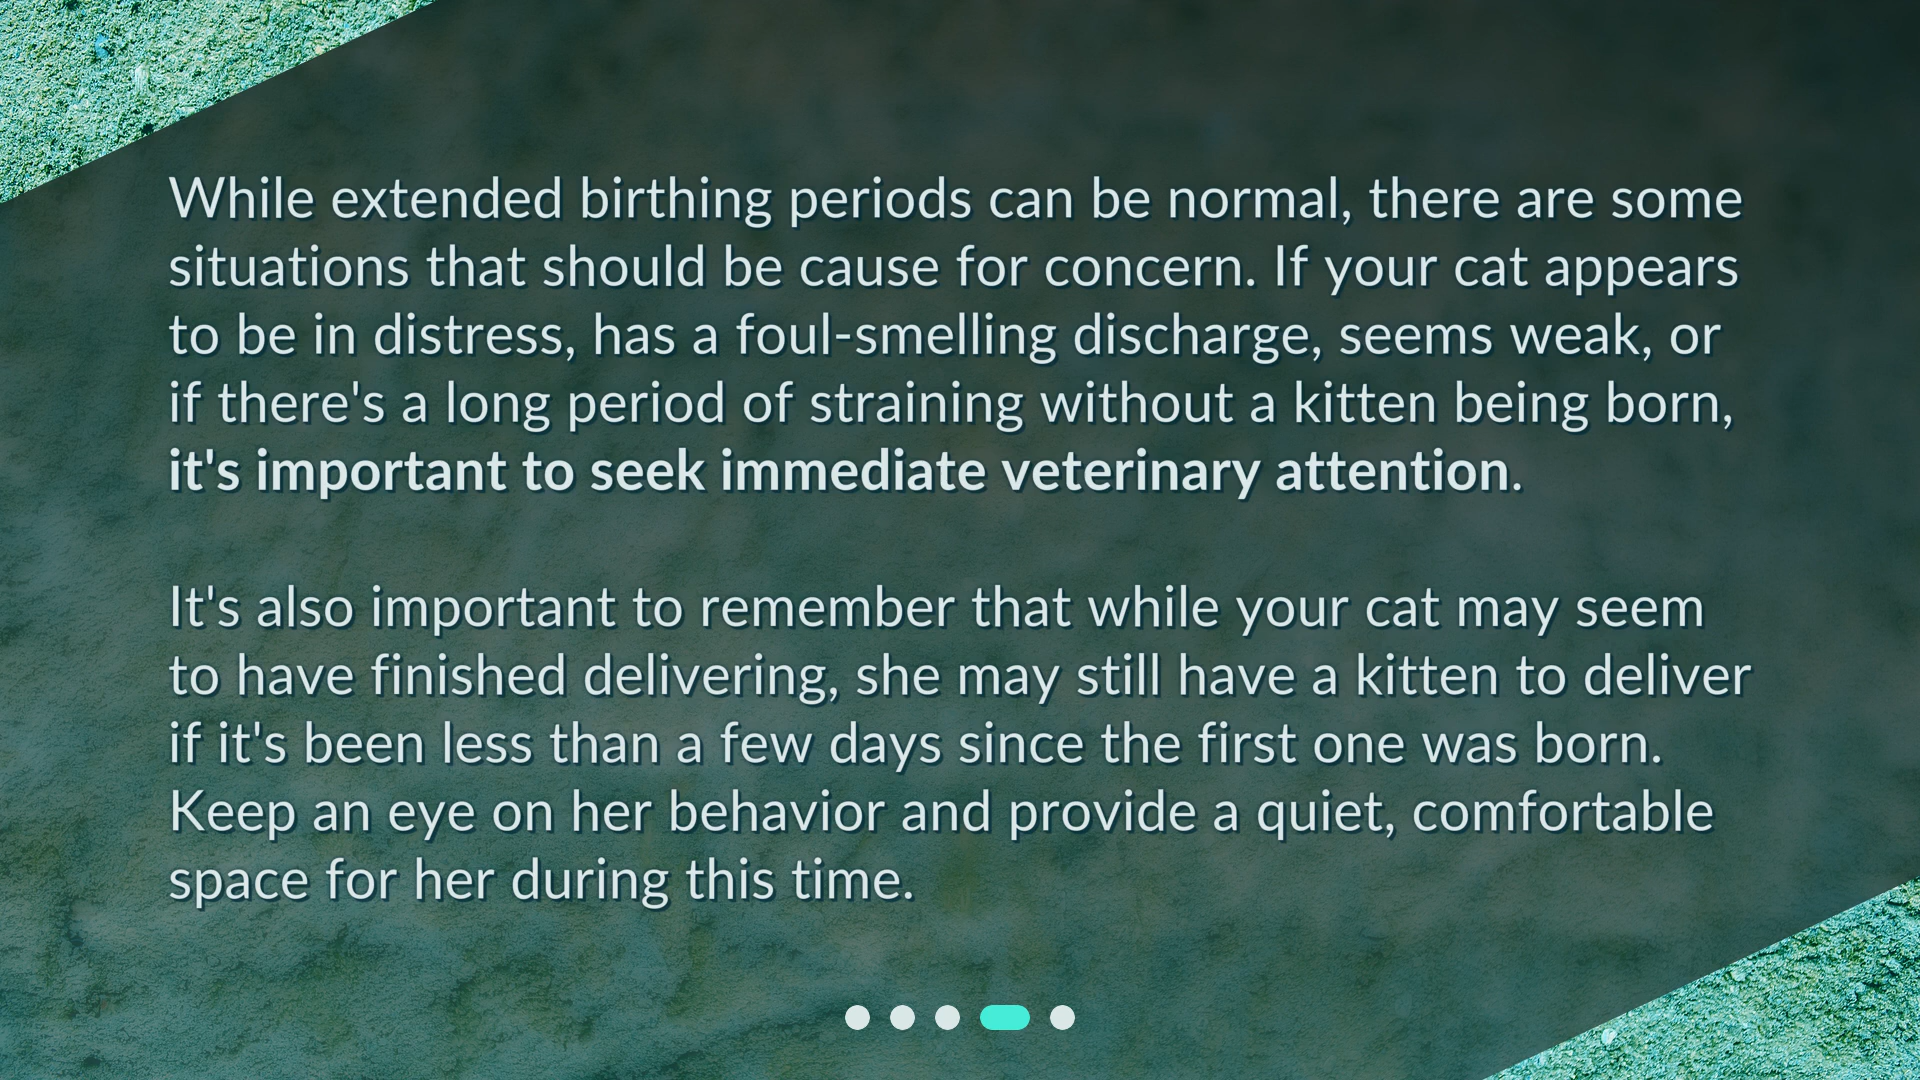 While extended birthing periods can be normal, there are some
situations that should be cause for concern. If your cat appears
to be in distress, has a foul-smelling discharge, seems weak, or
if there's a long period of straining without a kitten being born,
it's important to seek immediate veterinary attention.
It's also important to remember that while your cat may seem
to have finished delivering, she may still have a kitten to deliver
if it's been less than a few days since the first one was born.
Keep an eye on her behavior and provide a quiet, comfortable
space for her during this time.